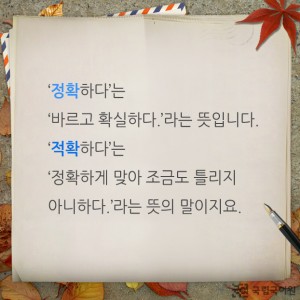 ‘정확하다’는
‘바르고 확실하다.’라는 뜻입니다.
‘적확하다’는
‘정확하게 맞아 조금도 틀리지
아니하다.’라는 뜻의 말이지요.
국립국어원